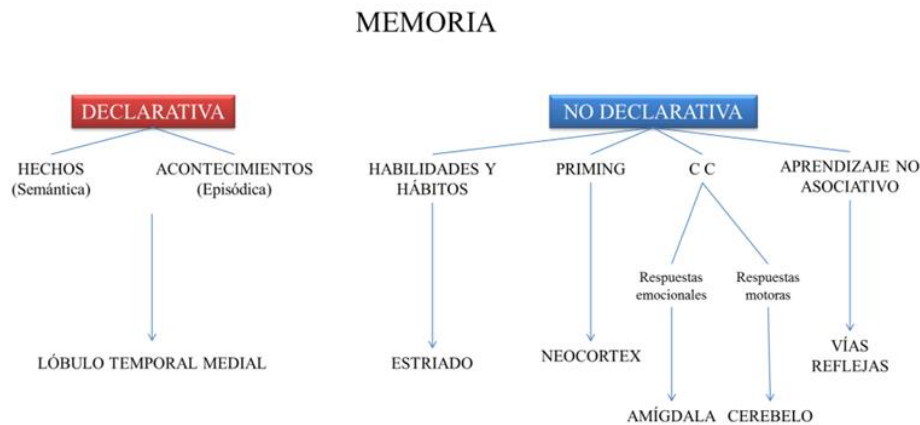 MEMORIA
DECLARATIVA
NO DECLARATIVA
HECHOS
(Semántica)
ACONTECIMIENTOS
(Episódica)
HABILIDADES Y
HÁBITOS
PRIMING
C C
APRENDIZAJE NO
ASOCIATIVO
Respuestas
emocionales
Respuestas
motoras
LÓBULO TEMPORAL MEDIAL
ESTRIADO
NEOCORTEX
VÍAS
REFLEJAS
AMÍGDALA
CEREBELO